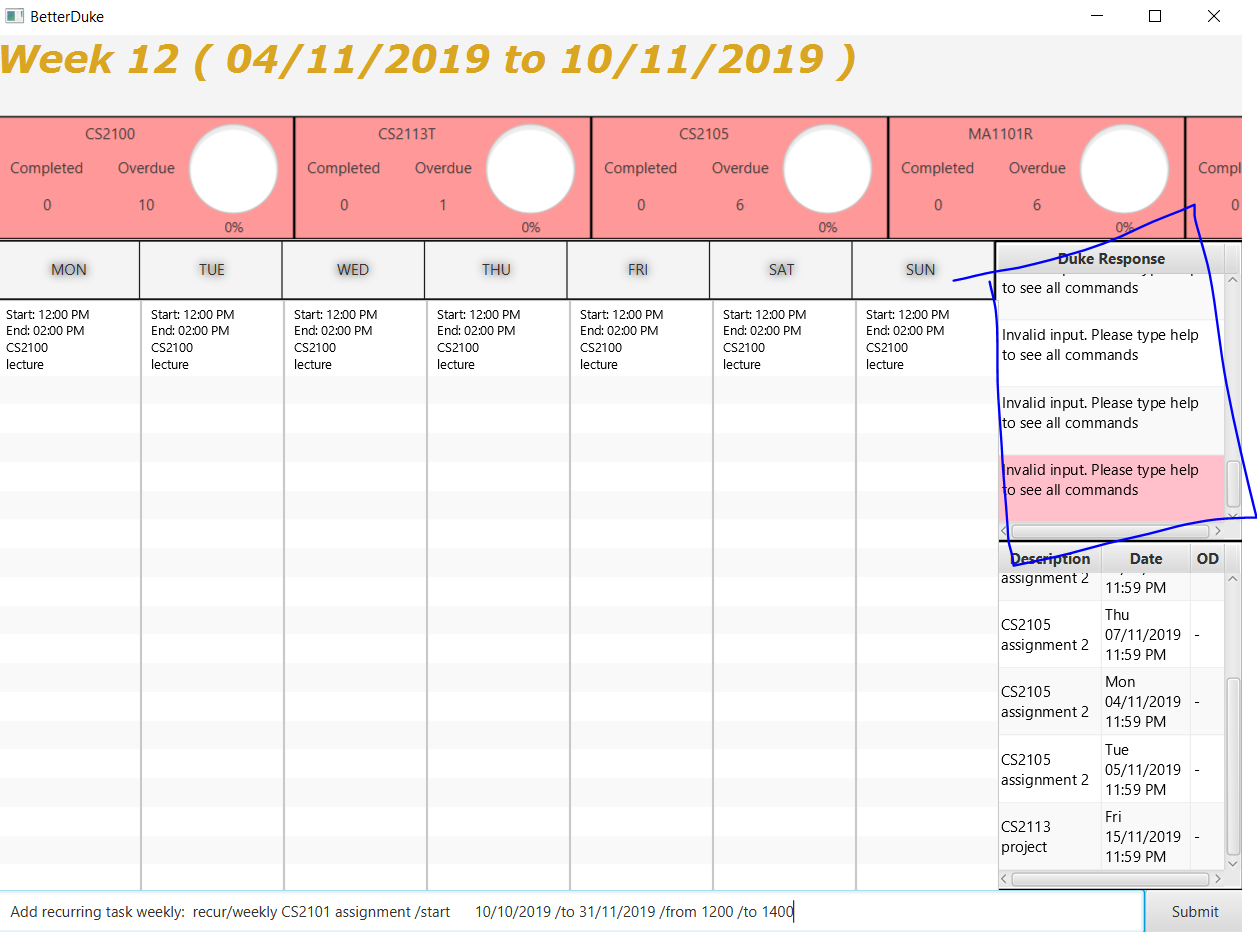 BetterDuke
Week 12 ( 04/11/2019 to 10/11/2019 )
CS2100
Completed Overdue
0 10
0%
CS2113T
Completed Overdue
0 1
0%
CS2105
Completed Overdue
0 6
0%
MA1101R
Completed Overdue
0 6
0%
Compl
0
MON TUE WED THU FRI SAT SUN
Start: 12:00 PM
End: 02:00 PM
CS2100
lecture
Start: 12:00 PM
End: 02:00 PM
CS2100
lecture
Start: 12:00 PM
End: 02:00 PM
CS2100
lecture
Start: 12:00 PM
End: 02:00 PM
CS2100
lecture
Start: 12:00 PM
End: 02:00 PM
CS2100
lecture
Start: 12:00 PM
End: 02:00 PM
CS2100
lecture
Start: 12:00 PM
End: 02:00 PM
CS2100
lecture
Duke Response
to see all commands
Invalid input. Please type help
to see all commands
Invalid input. Please type help
to see all commands
Invalid input. Please type help
to see all commands
Description Date OD
assignment 2
11:59 PM
CS2105
assignment 2
Thu
07/11/2019
11:59 PM
-
CS2105
assignment 2
Mon
04/11/2019
11:59 PM
-
CS2105
assignment 2
Tue
05/11/2019
11:59 PM
-
CS2113
project
Fri
15/11/2019
11:59 PM
-
Add recurring task weekly: recur/weekly CS2101 assignment /start 10/10/2019 /to 31/11/2019 /from 1200 /to 1400
Submit